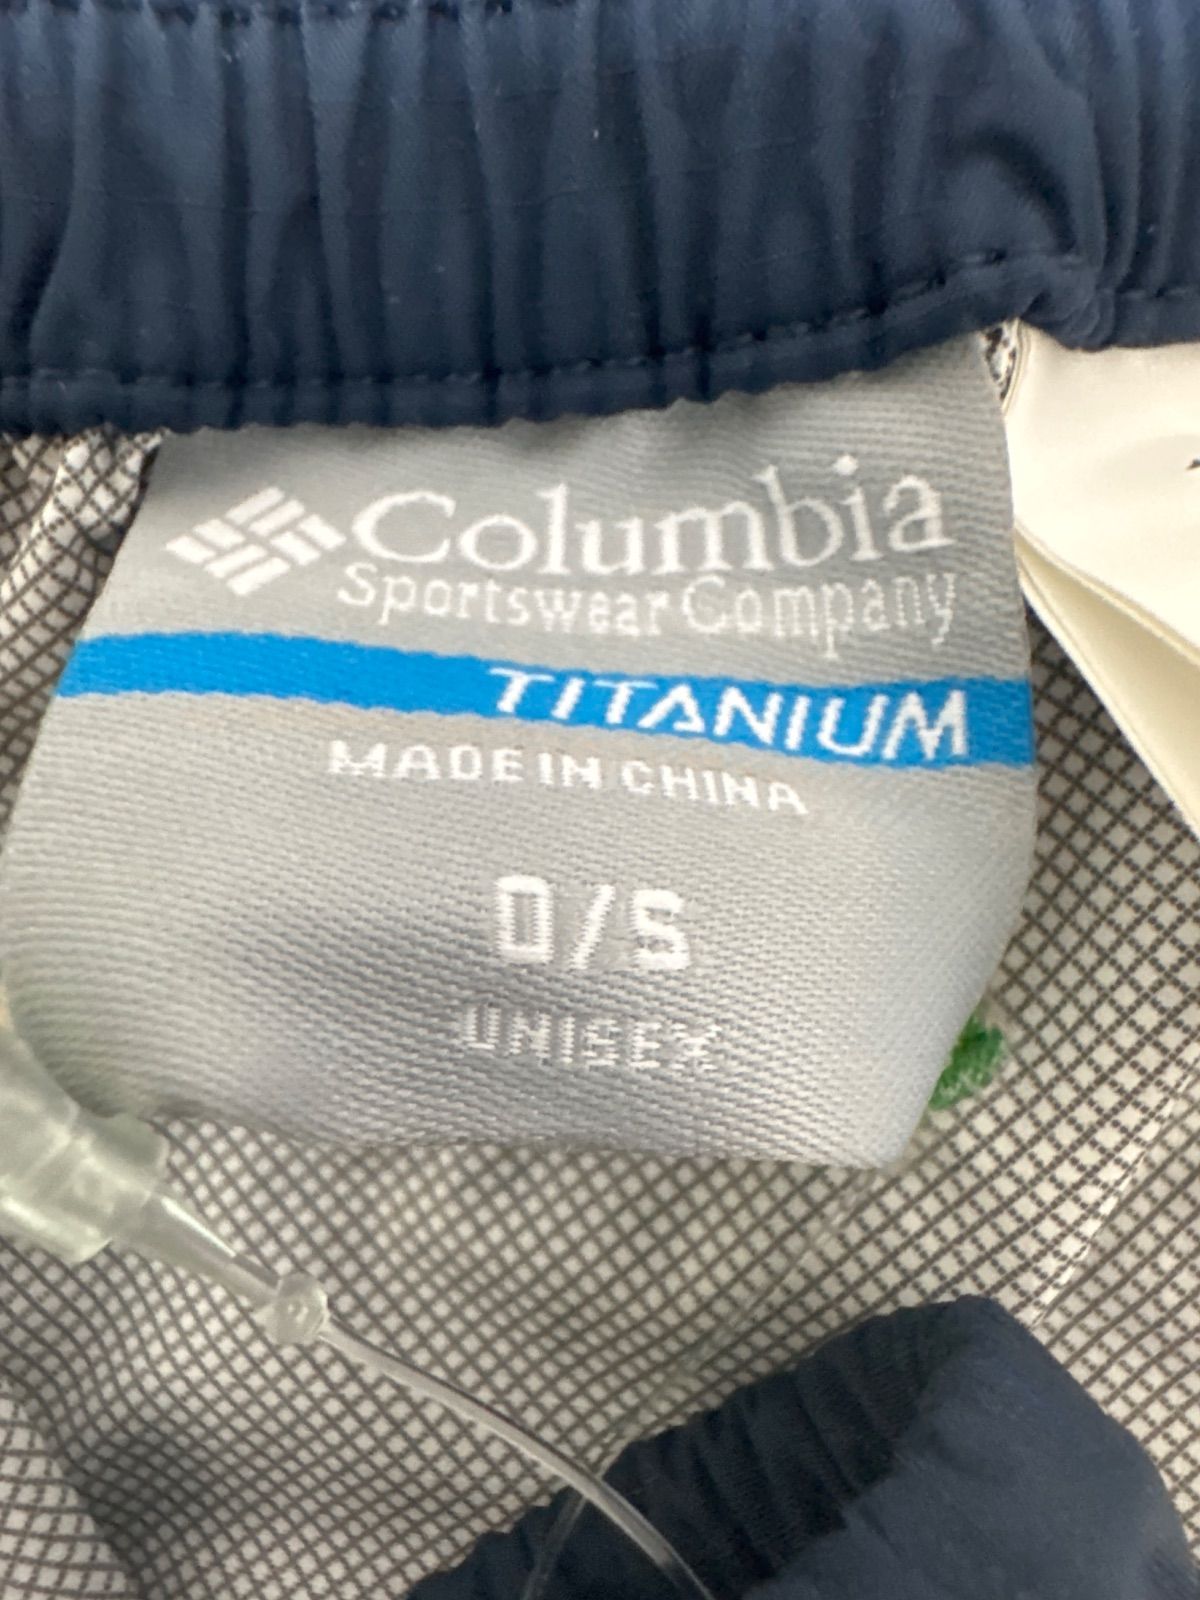 Columbia
Sportswear Company
TITANIUM
MADE IN CHINA
O/S
UNISEX